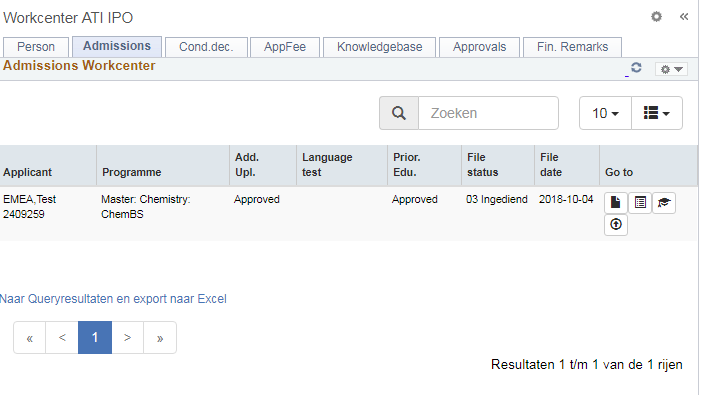 Workcenter ATI IPO
Person Admissions Cond.dec. AppFee Knowledgebase Approvals Fin. Remarks
Admissions Workcenter
Zoeken 10
Applicant Programme Add. Upl. Language test Prior. Edu. File status File date Go to
EMEA,Test Master: Chemistry: Approved Approved 03 Ingediend 2018-10-04
2409259 ChemBS
Naar Queryresultaten en export naar Excel
« < 1 > »
Resultaten 1 t/m 1 van de 1 rijen